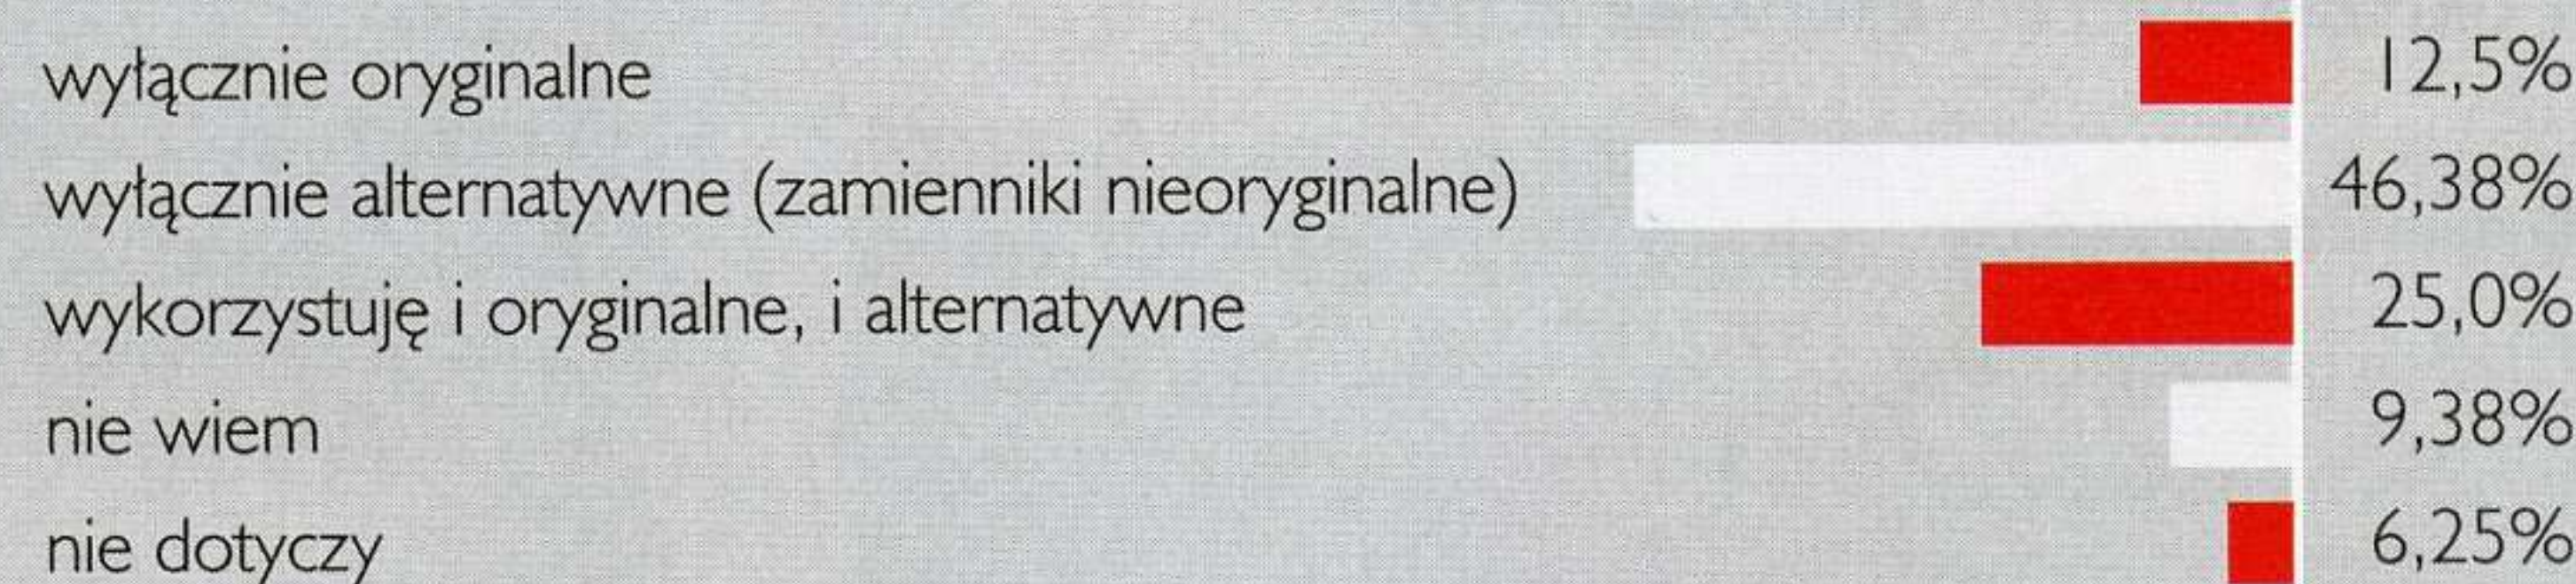 wyłącznie oryginalne 12,5%
wyłącznie alternatywne (zamienniki nieoryginalne) 46,38%
wykorzystuję i oryginalne, i alternatywne 25,0%
nie wiem 9,38%
nie dotyczy 6,25%